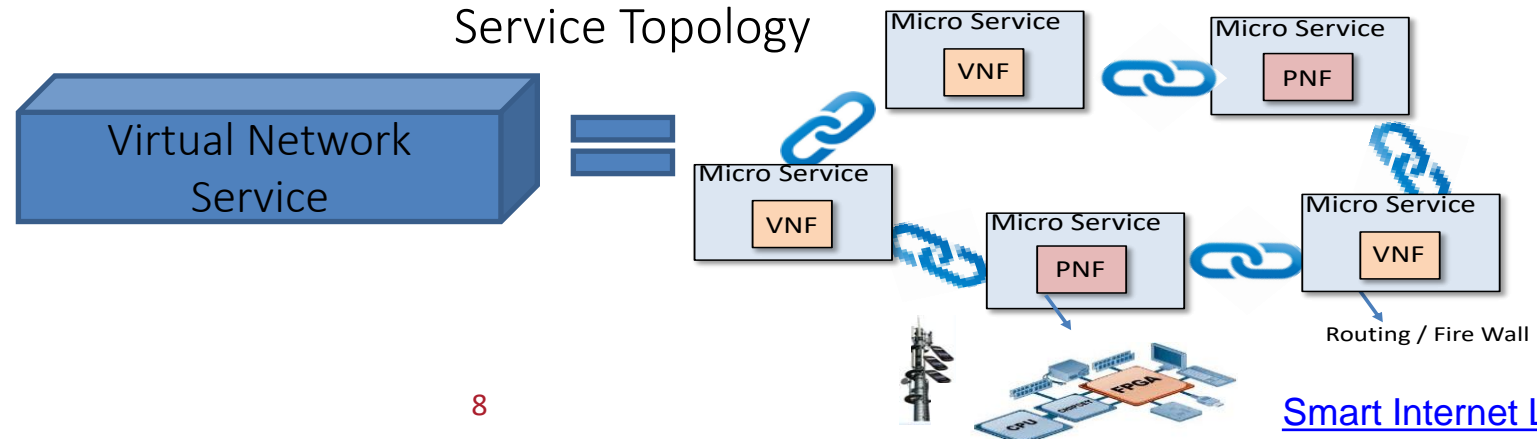 Service Topology
Virtual Network
Service
Micro Service
VNF
Micro Service
PNF
Micro Service
VNF
Micro Service
PNF
Micro Service
VNF
Routing / Fire Wall
CPU
CHIPSET
FPGA
8
Smart Internet L